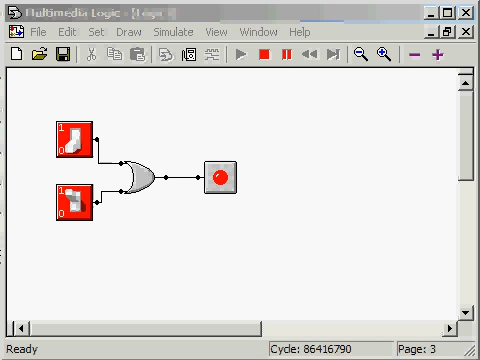 Multimedia Logic - [Logic
File Edit Set Draw Simulate View Window Help
1
0
1
0
Ready Cycle: 86416790 Page: 3